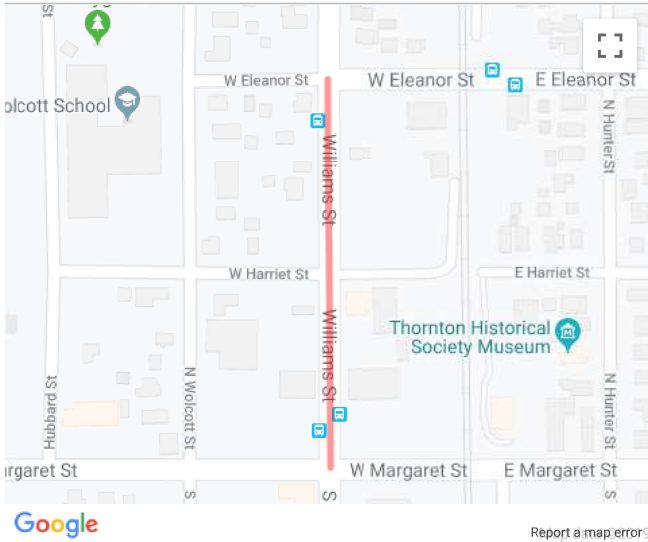 St
W Eleanor St
W Eleanor St
E Eleanor St
olcott School
Williams St
N Hunter St
W Harriet St
E Harriet St
Thornton Historical
Society Museum
Williams St
Hubbard St
N Wolcott St
N Hunter St
argaret St
W Margaret St
E Margaret St
S
S
S
Google
Report a map error